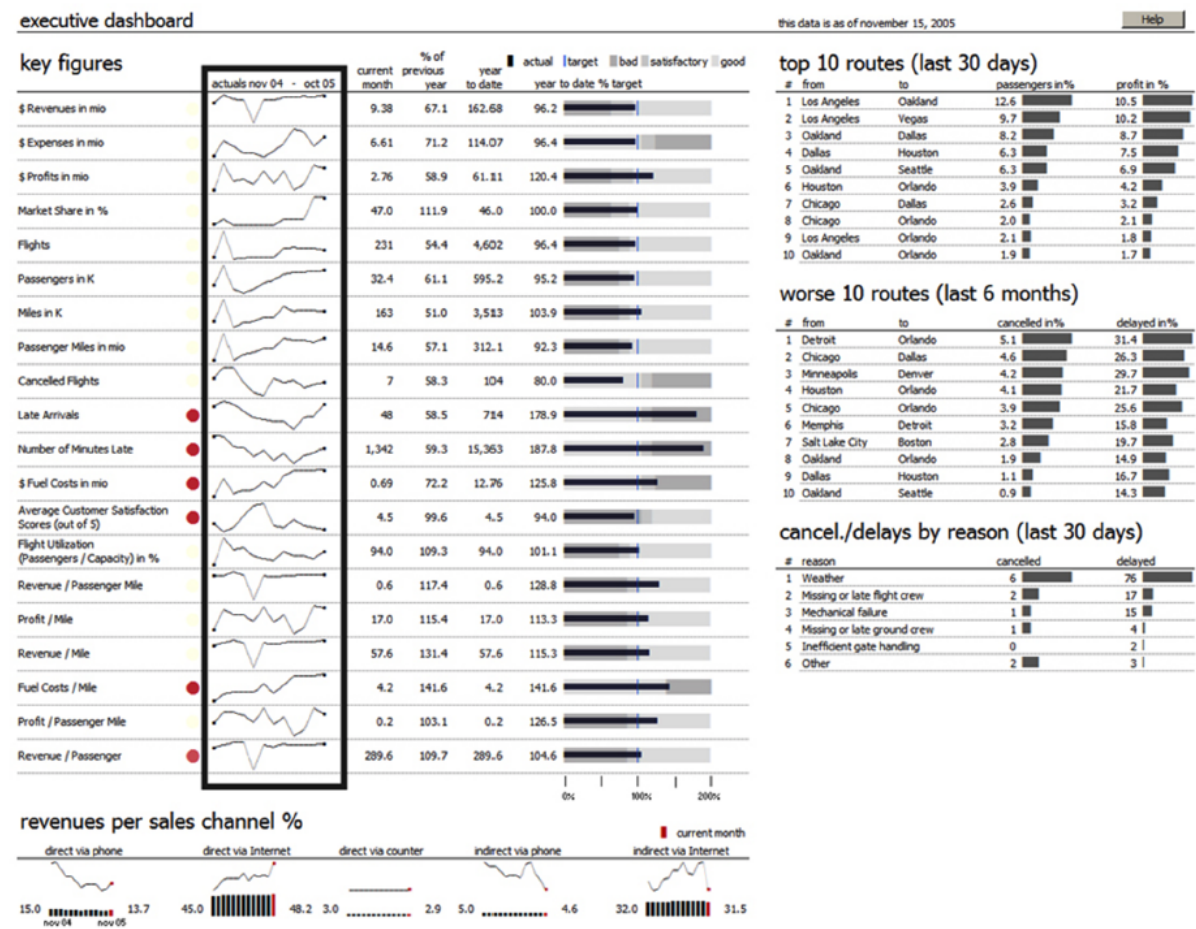 executive dashboard
this data is as of november 15, 2005
Help
key figures
actuals nov 04 - oct 05
current month
% of previous year
year to date
actual target bad satisfactory good
year to date % target
$ Revenues in mio 9.38 67.1 162.68 96.2
$ Expenses in mio 6.61 71.2 114.07 96.4
$ Profits in mio 2.76 58.9 61.11 120.4
Market Share in % 47.0 111.9 46.0 100.0
Flights 231 54.4 4,602 96.4
Passengers in K 32.4 61.1 595.2 95.2
Miles in K 163 51.0 3,513 103.9
Passenger Miles in mio 14.6 57.1 312.1 92.3
Cancelled Flights 7 58.3 104 80.0
Late Arrivals 48 58.5 714 178.9
Number of Minutes Late 1,342 59.3 15,363 187.8
$ Fuel Costs in mio 0.69 72.2 12.76 125.8
Average Customer Satisfaction
Scores (out of 5) 4.5 99.6 4.5 94.0
Flight Utilization
(Passengers / Capacity) in % 94.0 109.3 94.0 101.1
Revenue / Passenger Mile 0.6 117.4 0.6 128.8
Profit / Mile 17.0 115.4 17.0 113.3
Revenue / Mile 57.6 131.4 57.6 115.3
Fuel Costs / Mile 4.2 141.6 4.2 141.6
Profit / Passenger Mile 0.2 103.1 0.2 126.5
Revenue / Passenger 289.6 109.7 289.6 104.6
0% 100% 200%
top 10 routes (last 30 days)
# from to passengers in% profit in %
1 Los Angeles Oakland 12.6 10.5
2 Los Angeles Vegas 9.7 10.2
3 Oakland Dallas 8.2 8.7
4 Dallas Houston 6.3 7.5
5 Oakland Seattle 6.3 6.9
6 Houston Orlando 3.9 4.2
7 Chicago Dallas 2.6 3.2
8 Chicago Orlando 2.0 2.1
9 Los Angeles Orlando 2.1 1.8
10 Oakland Orlando 1.9 1.7
worse 10 routes (last 6 months)
# from to cancelled in% delayed in%
1 Detroit Orlando 5.1 31.4
2 Chicago Dallas 4.6 26.3
3 Minneapolis Denver 4.2 29.7
4 Houston Orlando 4.1 21.7
5 Chicago Orlando 3.9 25.6
6 Memphis Detroit 3.2 15.8
7 Salt Lake City Boston 2.8 19.7
8 Oakland Orlando 1.9 14.9
9 Dallas Houston 1.1 16.7
10 Oakland Seattle 0.9 14.3
cancel./delays by reason (last 30 days)
# reason cancelled delayed
1 Weather 6 76
2 Missing or late flight crew 2 17
3 Mechanical failure 1 15
4 Missing or late ground crew 1 4
5 Inefficient gate handling 0 2
6 Other 2 3
revenues per sales channel %
current month
direct via phone direct via Internet direct via counter indirect via phone indirect via Internet
15.0 13.7 45.0 48.2 3.0 2.9 5.0 4.6 32.0 31.5
nov 04 nov 05